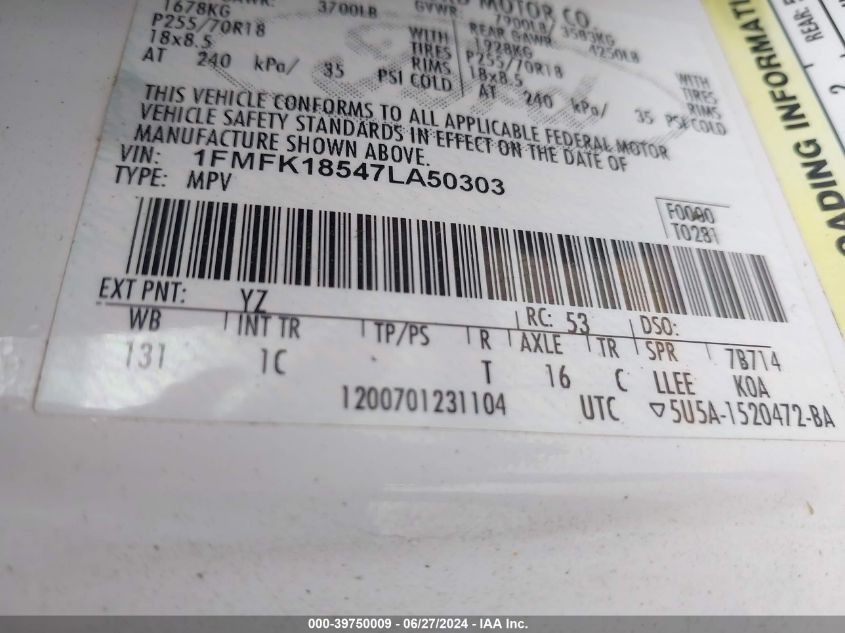 MOTOR CO.
3700LB
GVWR: 7900LB/ 3583KG
1678KG
REAR GAWR: 4250LB
P255/70R18
WITH
1928KG
18x8.5
TIRES
P255/70R18
WITH
RIMS
18x8.5
TIRES
AT 240 kPa/ 35 PSI COLD
RIMS
AT 240 kPa/ 35 PSI COLD
THIS VEHICLE CONFORMS TO ALL APPLICABLE FEDERAL MOTOR
VEHICLE SAFETY STANDARDS IN EFFECT ON THE DATE OF
MANUFACTURE SHOWN ABOVE.
VIN: 1FMFK18547LA50303
TYPE: MPV
F0000
T0281
EXT PNT: YZ
RC: 53
DSO:
WB
INT TR
TP/PS
R
AXLE
TR
SPR
7B714
131
1C
T
16
C
LLEE
KOA
1200701231104
UTC
▽5U5A-1520472-BA
OADING INFORMATI
REAR:
2
000-39750009 - 06/27/2024 - IAA Inc.